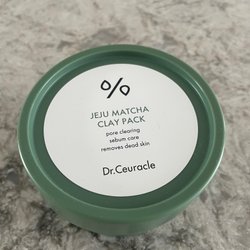 JEJU MATCHA
CLAY PACK
pore clearing
sebum care
removes dead skin
Dr.Ceuracle